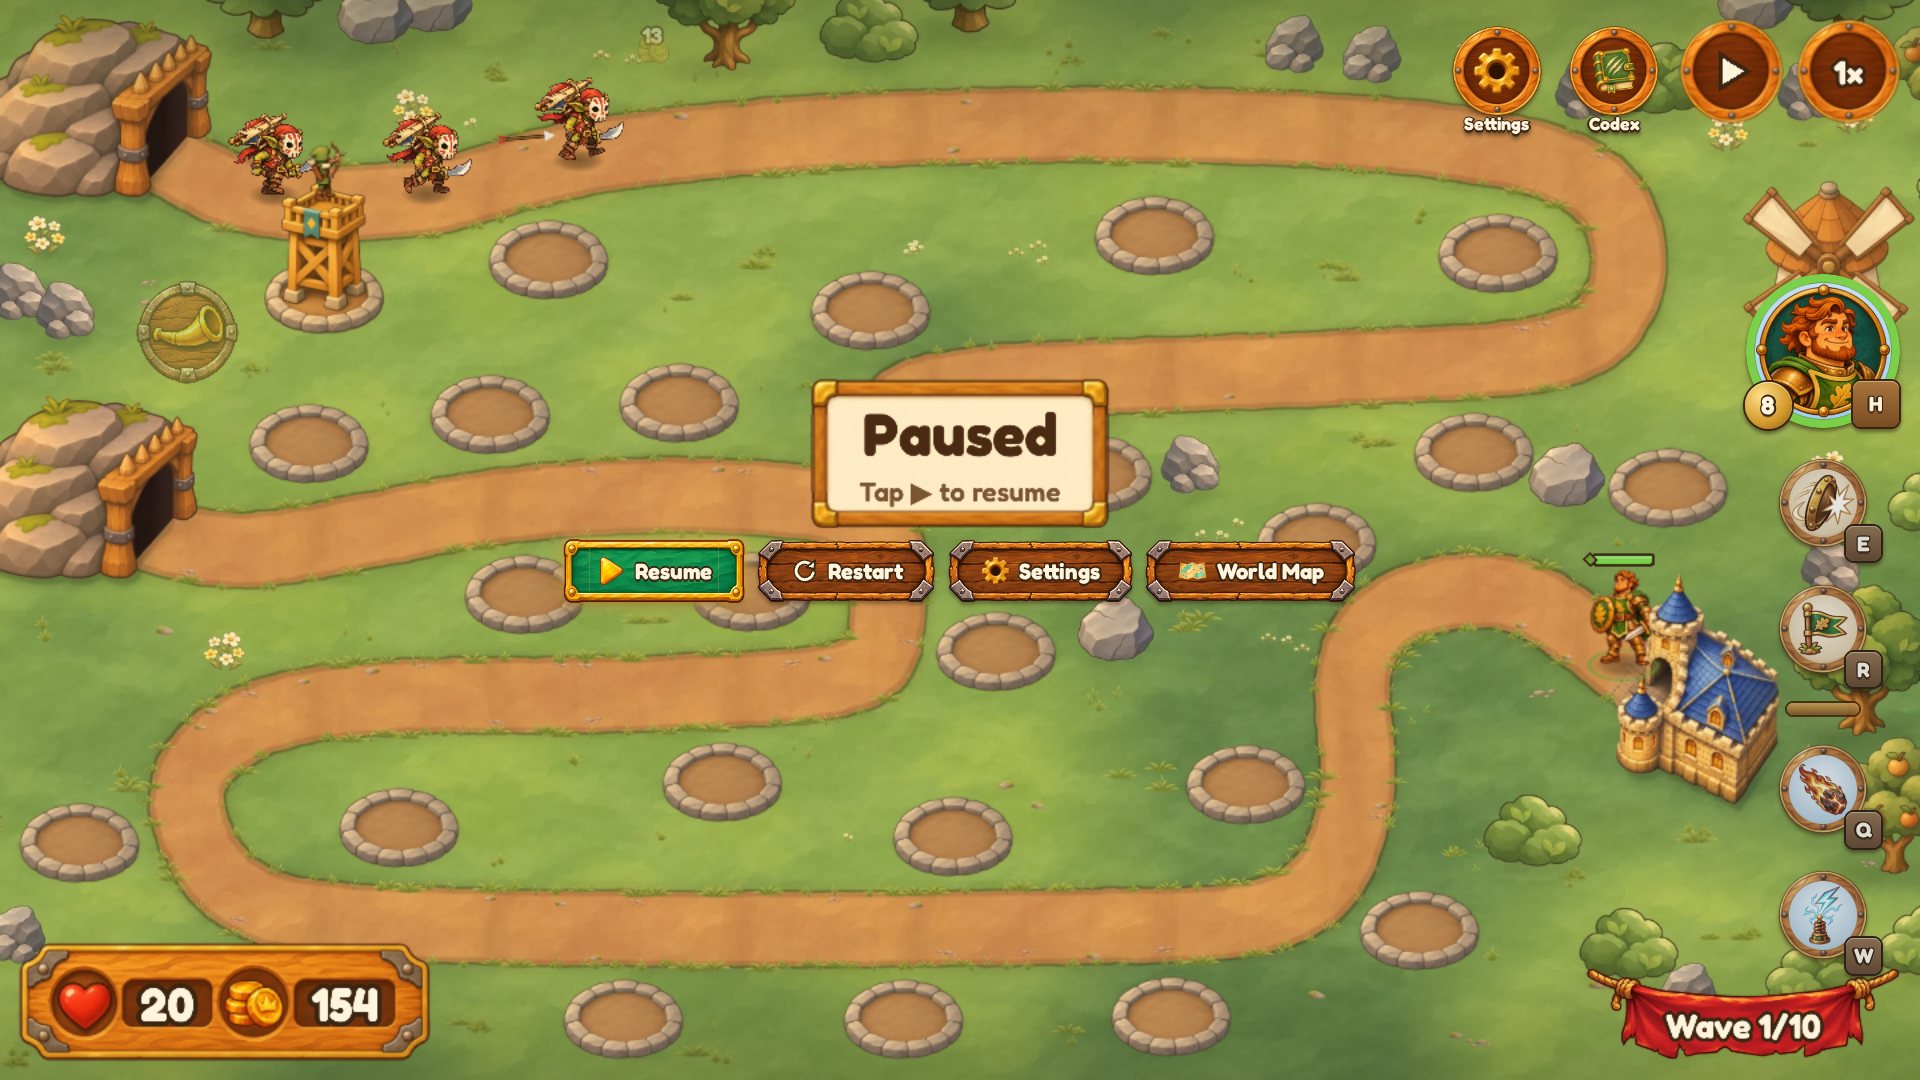 13
Settings
Codex
1x
8
H
Paused
Tap ▶ to resume
Resume
Restart
Settings
World Map
E
R
Q
W
20
154
Wave 1/10